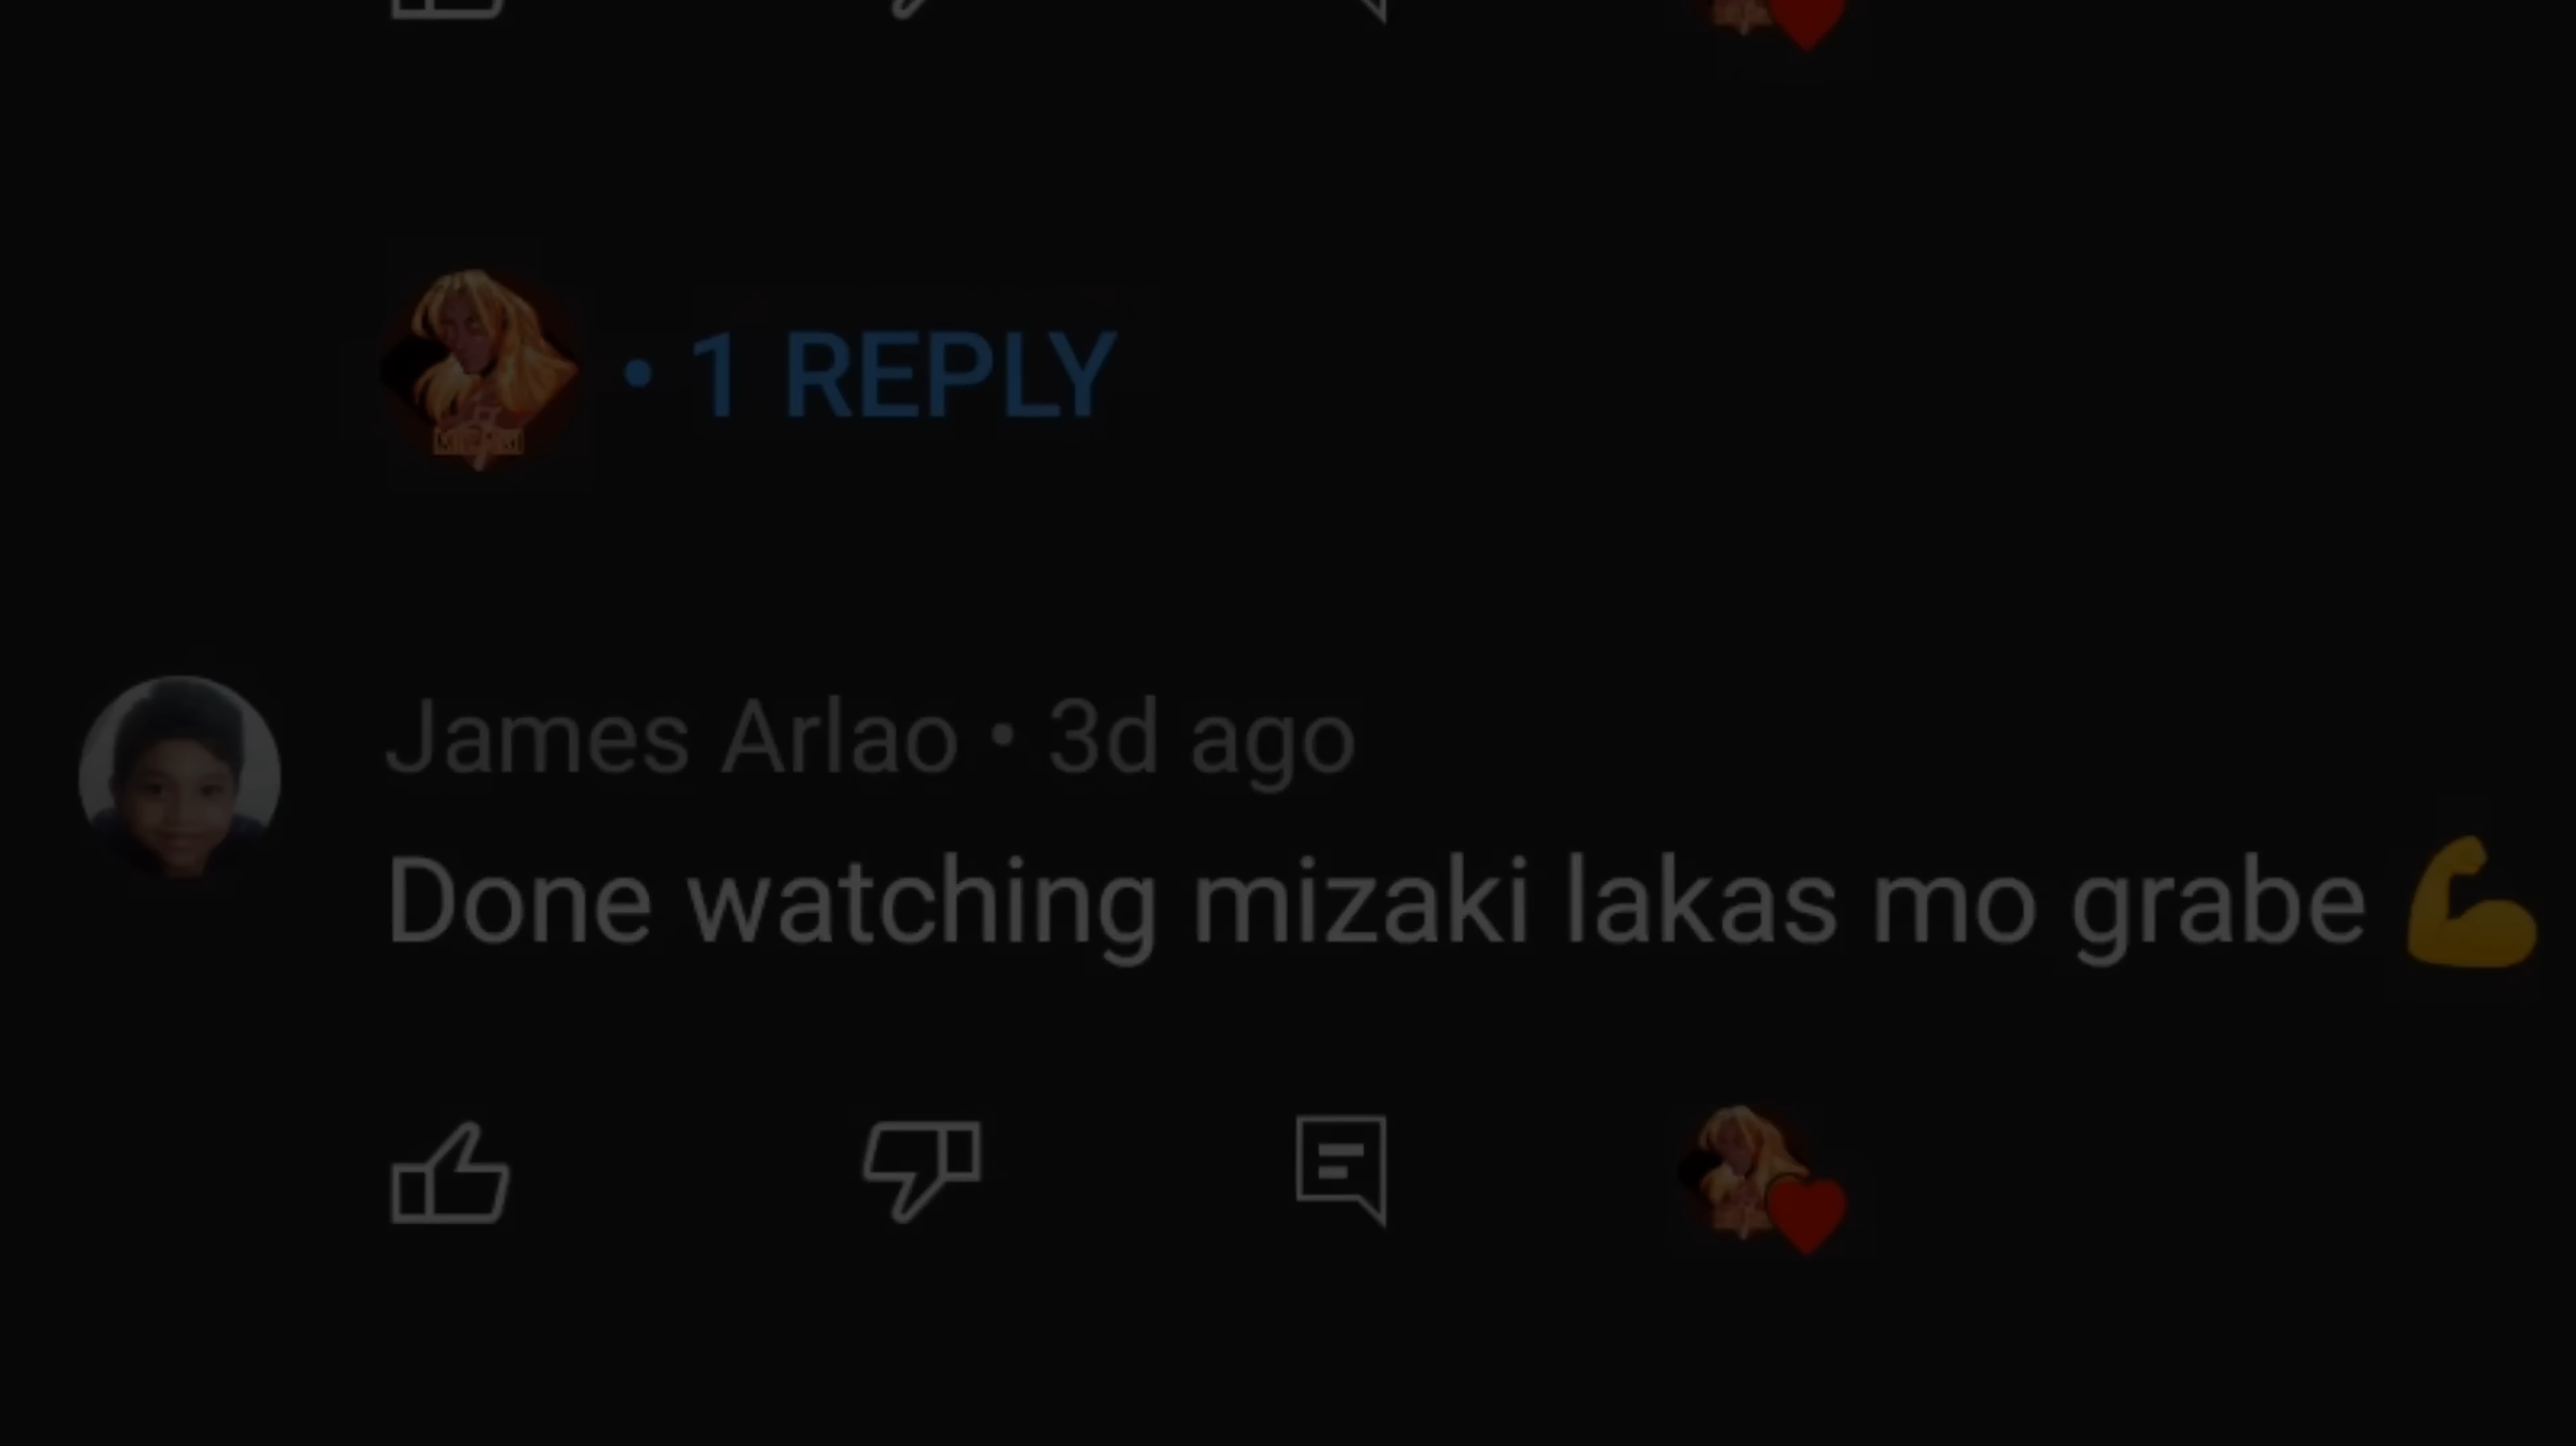 • 1 REPLY
James Arlao • 3d ago
Done watching mizaki lakas mo grabe 💪